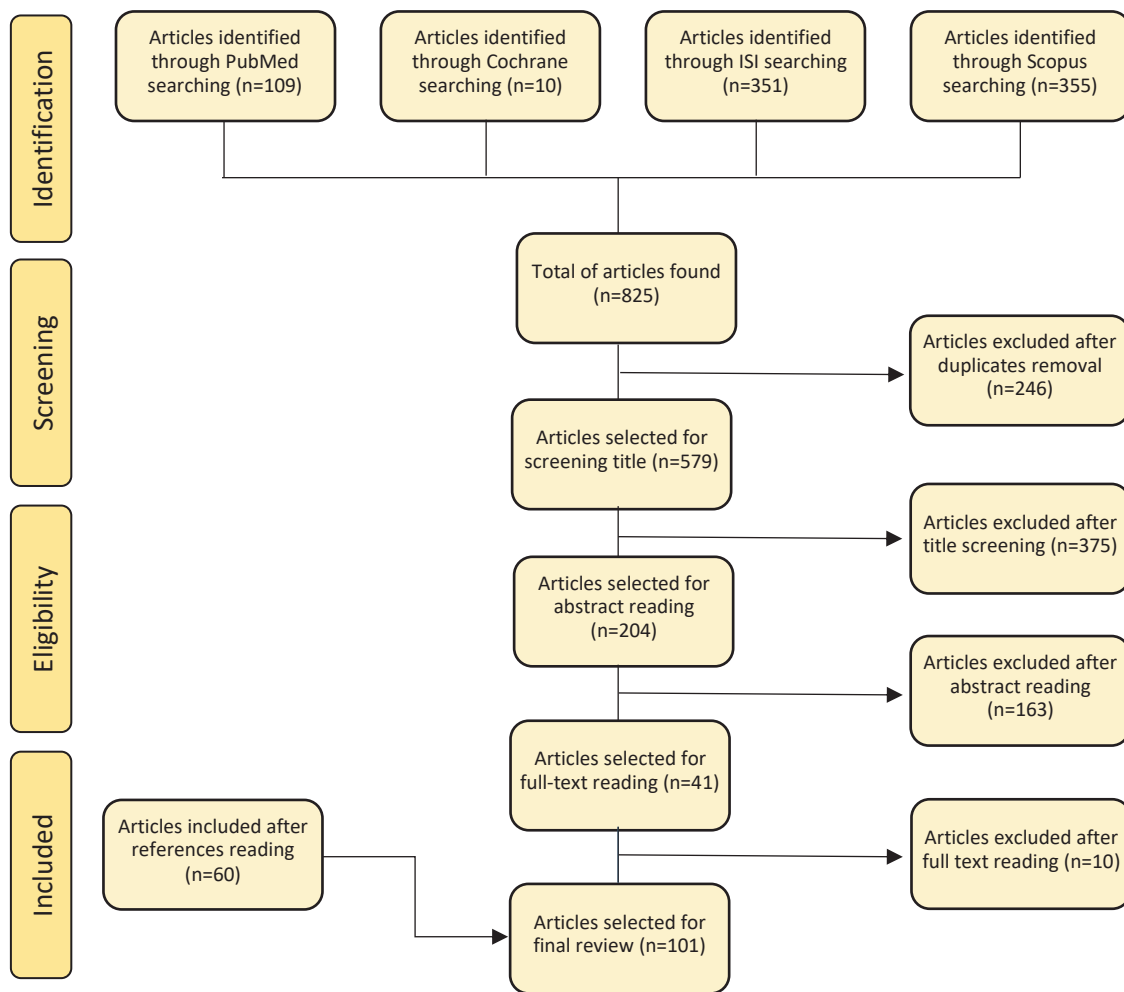 Identification
Articles identified
through PubMed
searching (n=109)
Articles identified
through Cochrane
searching (n=10)
Articles identified
through ISI searching
(n=351)
Articles identified
through Scopus
searching (n=355)
Screening
Total of articles found
(n=825)
Articles excluded after
duplicates removal
(n=246)
Articles selected for
screening title (n=579)
Eligibility
Articles excluded after
title screening (n=375)
Articles selected for
abstract reading
(n=204)
Articles excluded after
abstract reading
(n=163)
Included
Articles selected for
full-text reading (n=41)
Articles included after
references reading
(n=60)
Articles excluded after
full text reading (n=10)
Articles selected for
final review (n=101)